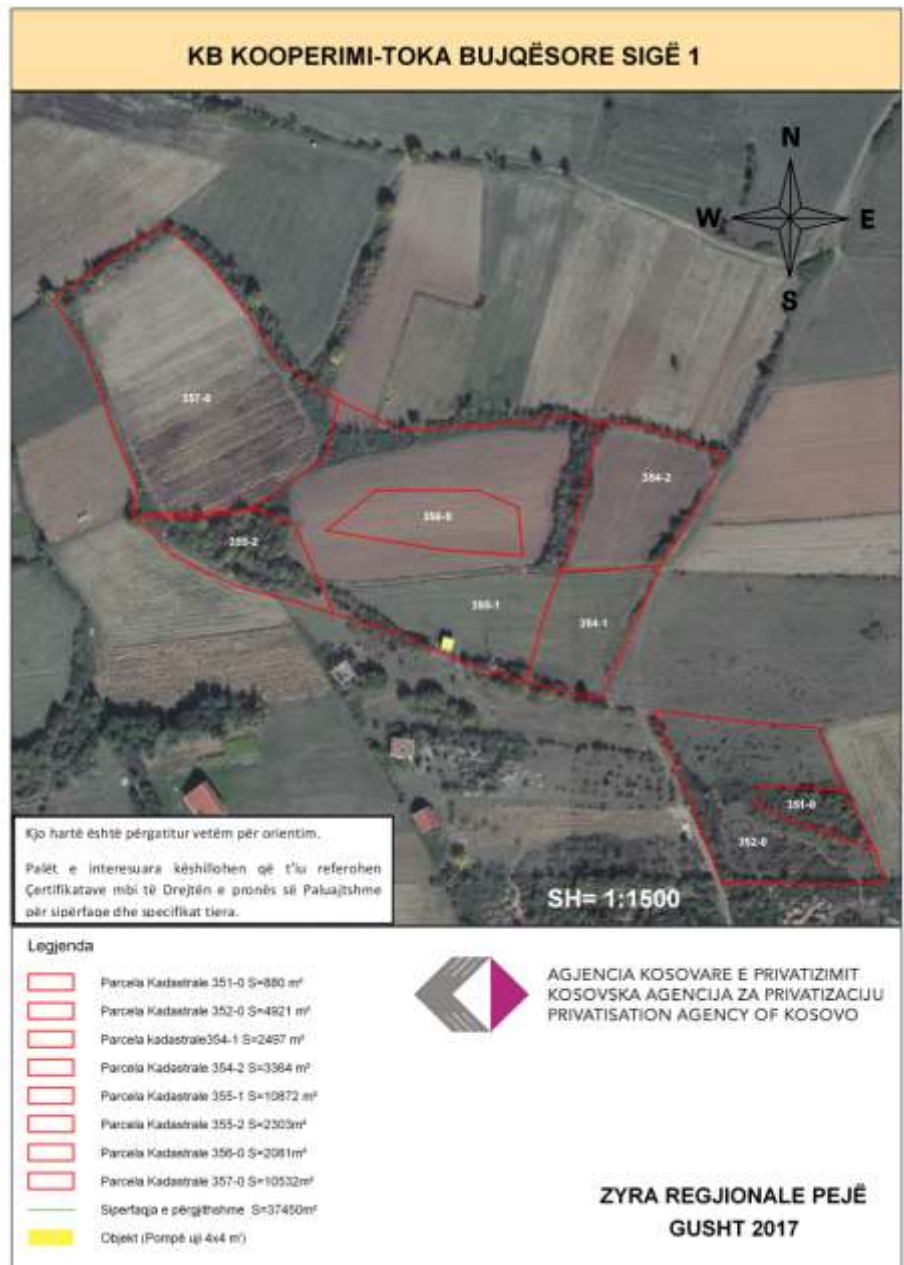 KB KOOPERIMI-TOKA BUJQËSORE SIGË 1
N
W
E
S
357-0
354-2
356-0
355-2
355-1
354-1
351-0
352-0
Kjo hartë është përgatitur vetëm për orientim.
Palët e interesuara këshillohen që t'iu referohen
Çertifikatave mbi të Drejtën e pronës së Paluajtshme
për sipërfaqe dhe specifikat tjera.
SH= 1:1500
Legjenda
Parcela Kadastrale 351-0 S=880 m²
Parcela Kadastrale 352-0 S=4921 m²
Parcela kadastrale354-1 S=2497 m²
Parcela Kadastrale 354-2 S=3364 m²
Parcela Kadastrale 355-1 S=10872 m²
Parcela Kadastrale 355-2 S=2303m²
Parcela Kadastrale 356-0 S=2081m²
Parcela Kadastrale 357-0 S=10532m²
Siperfaqja e përgjithshme S=37450m²
Objekt (Pompë uji 4x4 m')
AGJENCIA KOSOVARE E PRIVATIZIMIT
KOSOVSKA AGENCIJA ZA PRIVATIZACIJU
PRIVATISATION AGENCY OF KOSOVO
ZYRA REGJIONALE PEJË
GUSHT 2017